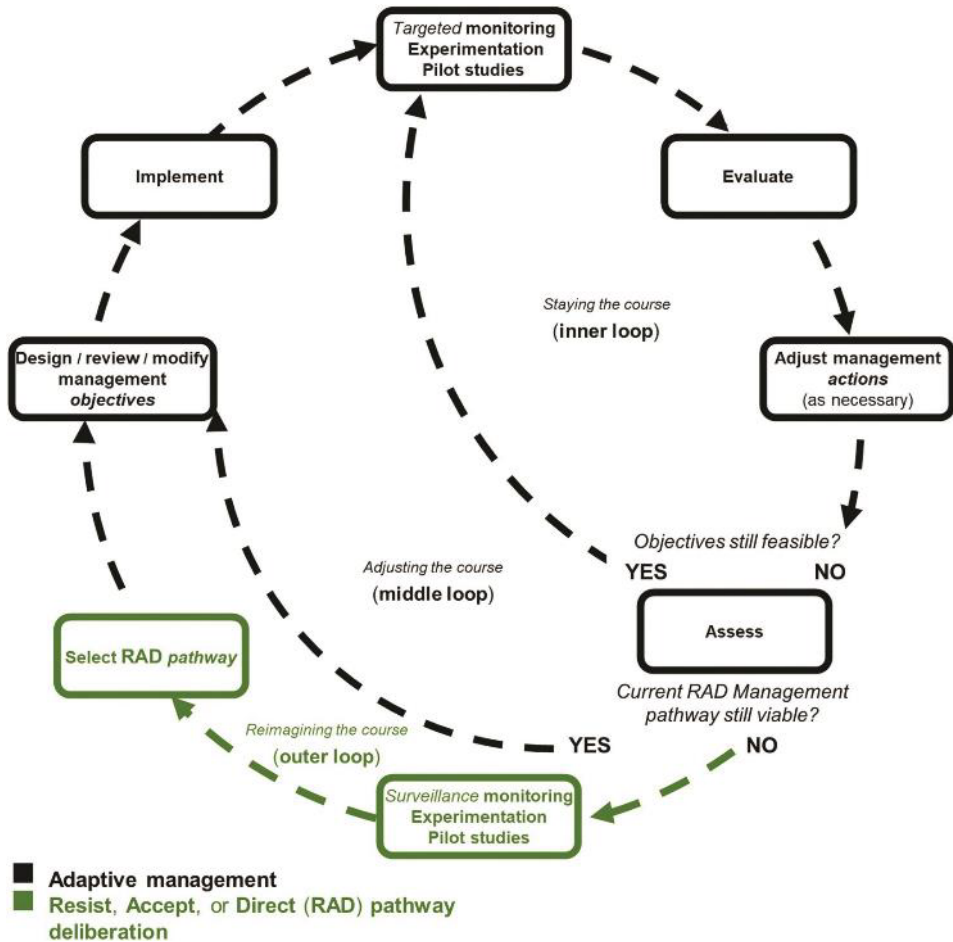 Targeted monitoring
Experimentation
Pilot studies
Implement
Evaluate
Staying the course
(inner loop)
Design / review / modify
management
objectives
Adjust management
actions
(as necessary)
Objectives still feasible?
YES NO
Adjusting the course
(middle loop)
Assess
Select RAD pathway
Current RAD Management
pathway still viable?
Reimagining the course
(outer loop)
YES NO
Surveillance monitoring
Experimentation
Pilot studies
Adaptive management
Resist, Accept, or Direct (RAD) pathway
deliberation